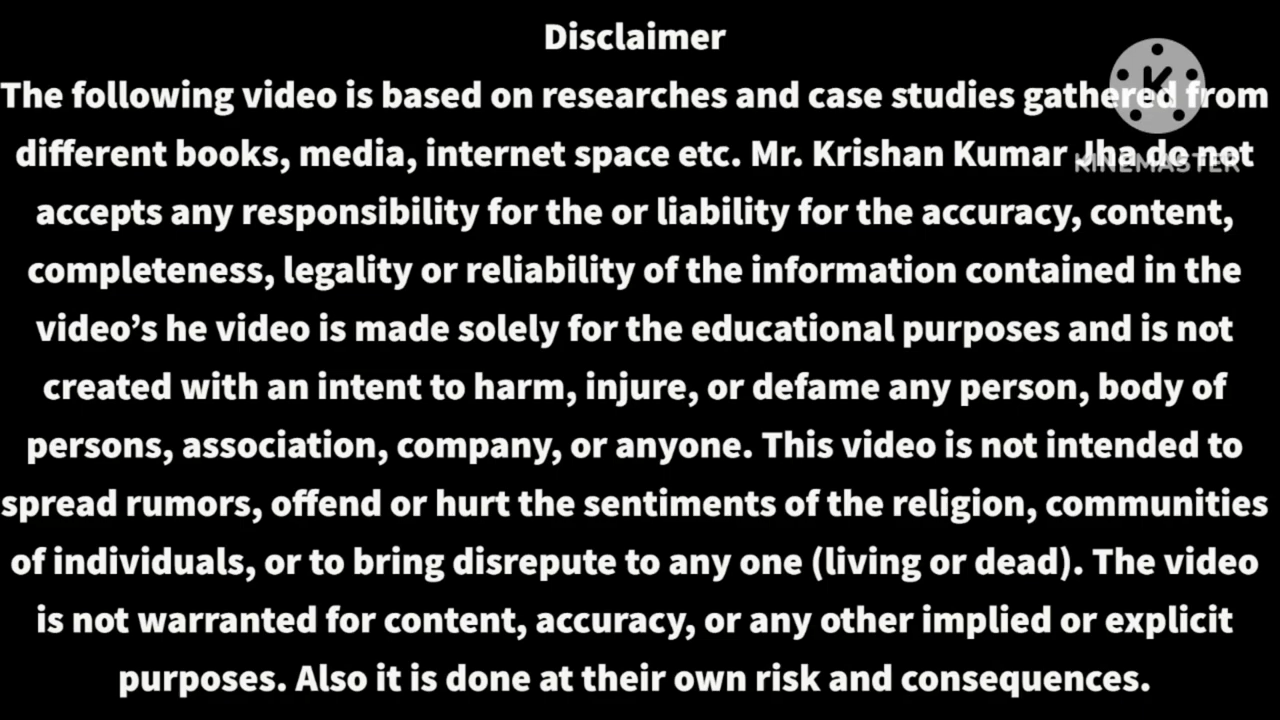 Disclaimer
The following video is based on researches and case studies gathered from
different books, media, internet space etc. Mr. Krishan Kumar Jha do not
accepts any responsibility for the or liability for the accuracy, content,
completeness, legality or reliability of the information contained in the
video’s he video is made solely for the educational purposes and is not
created with an intent to harm, injure, or defame any person, body of
persons, association, company, or anyone. This video is not intended to
spread rumors, offend or hurt the sentiments of the religion, communities
of individuals, or to bring disrepute to any one (living or dead). The video
is not warranted for content, accuracy, or any other implied or explicit
purposes. Also it is done at their own risk and consequences.
K
KINEMASTER